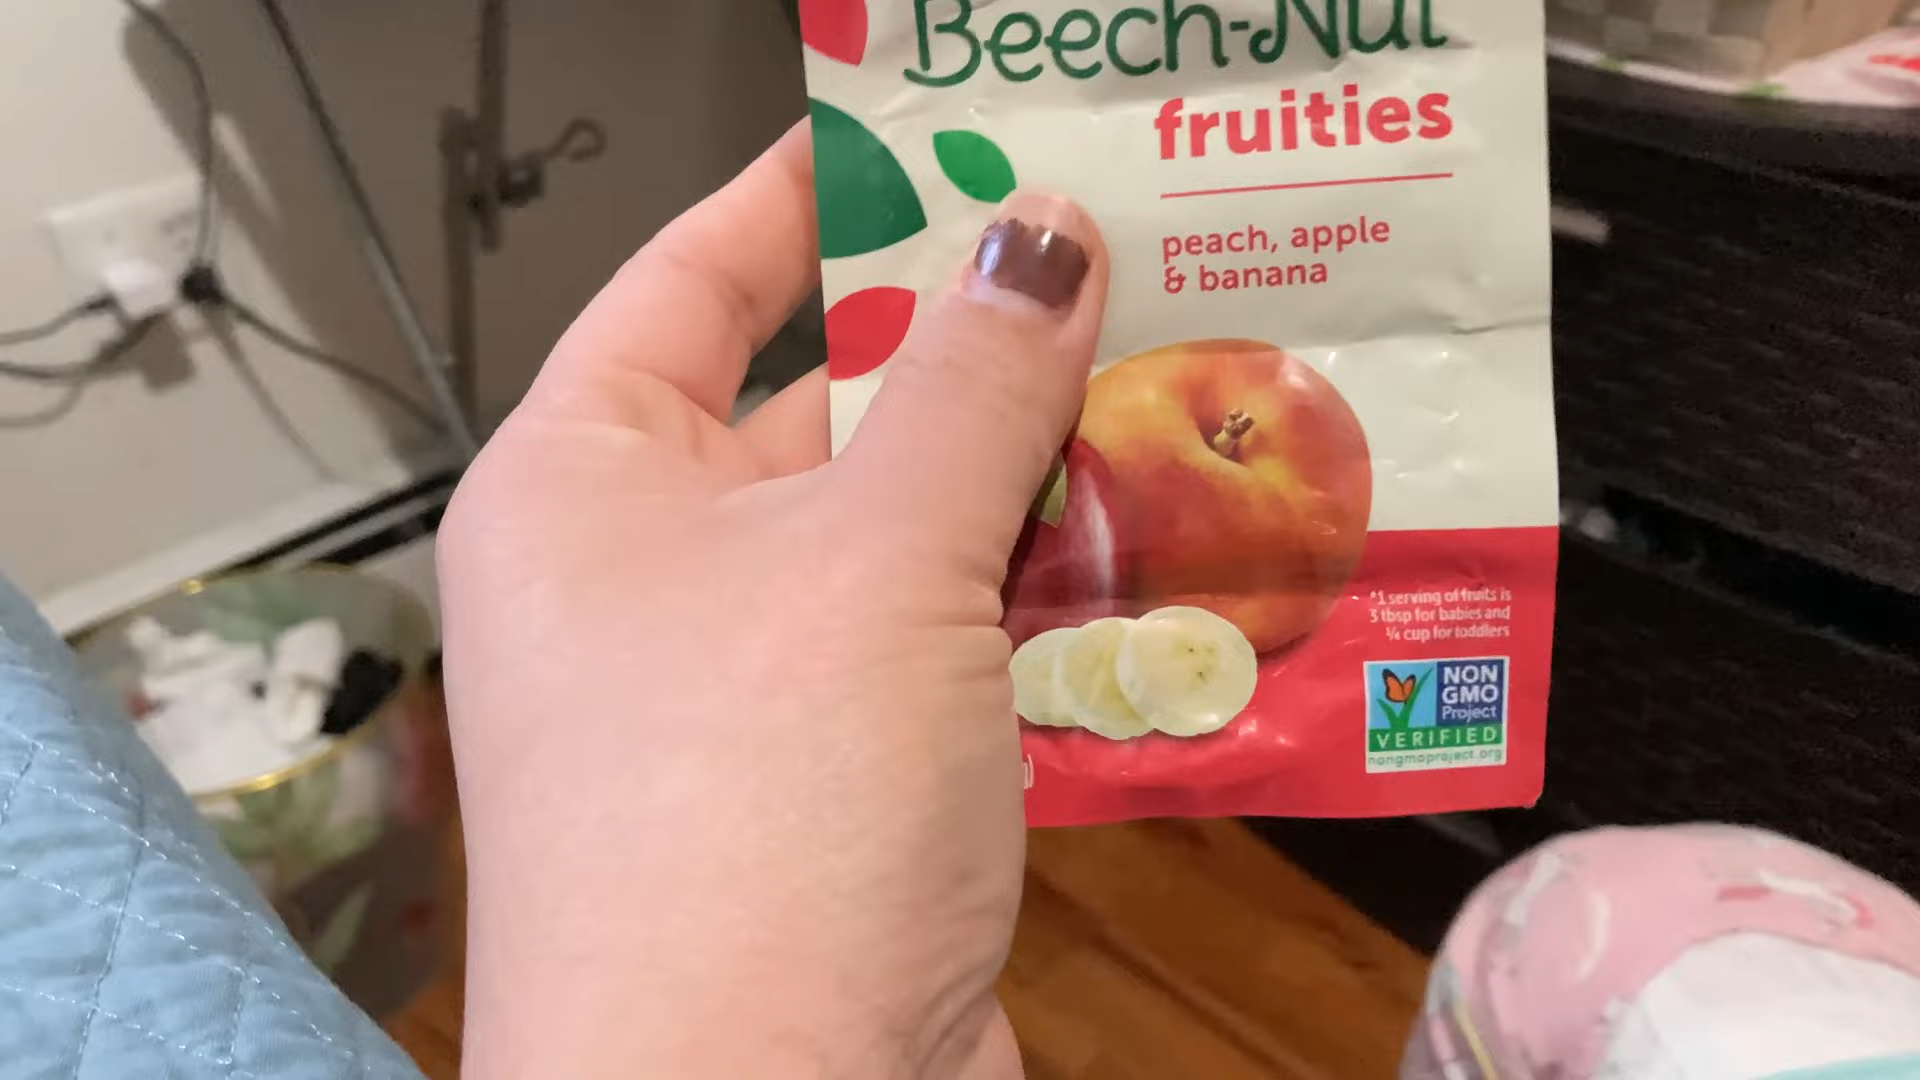 Beech-Nut
fruities
peach, apple
& banana
*1 serving of fruits is
3 tbsp for babies and
¼ cup for toddlers
NON
GMO
Project
VERIFIED
nongmoproject.org